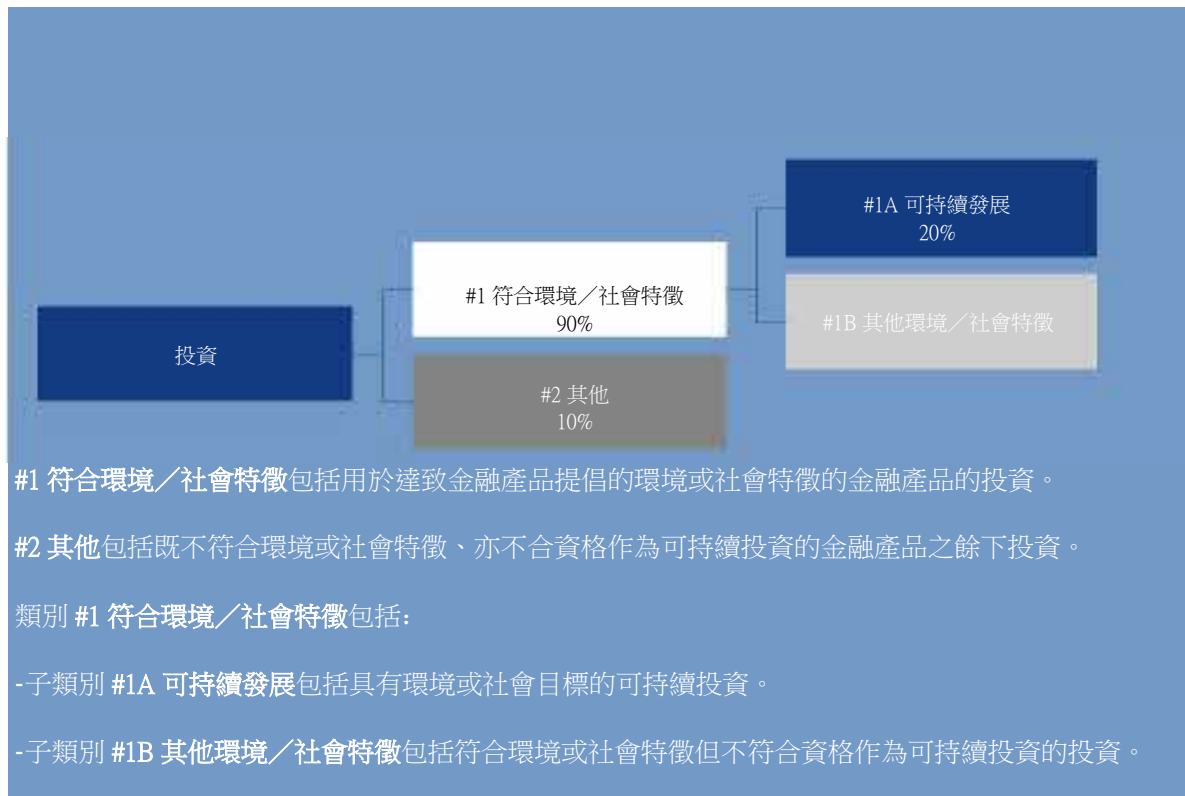 #1A 可持續發展
20%
#1 符合環境／社會特徵
90%
#1B 其他環境／社會特徵
投資
#2 其他
10%
#1 符合環境／社會特徵包括用於達致金融產品提倡的環境或社會特徵的金融產品的投資。
#2 其他包括既不符合環境或社會特徵、亦不合資格作為可持續投資的金融產品之餘下投資。
類別 #1 符合環境／社會特徵包括:
-子類別 #1A 可持續發展包括具有環境或社會目標的可持續投資。
-子類別 #1B 其他環境／社會特徵包括符合環境或社會特徵但不符合資格作為可持續投資的投資。